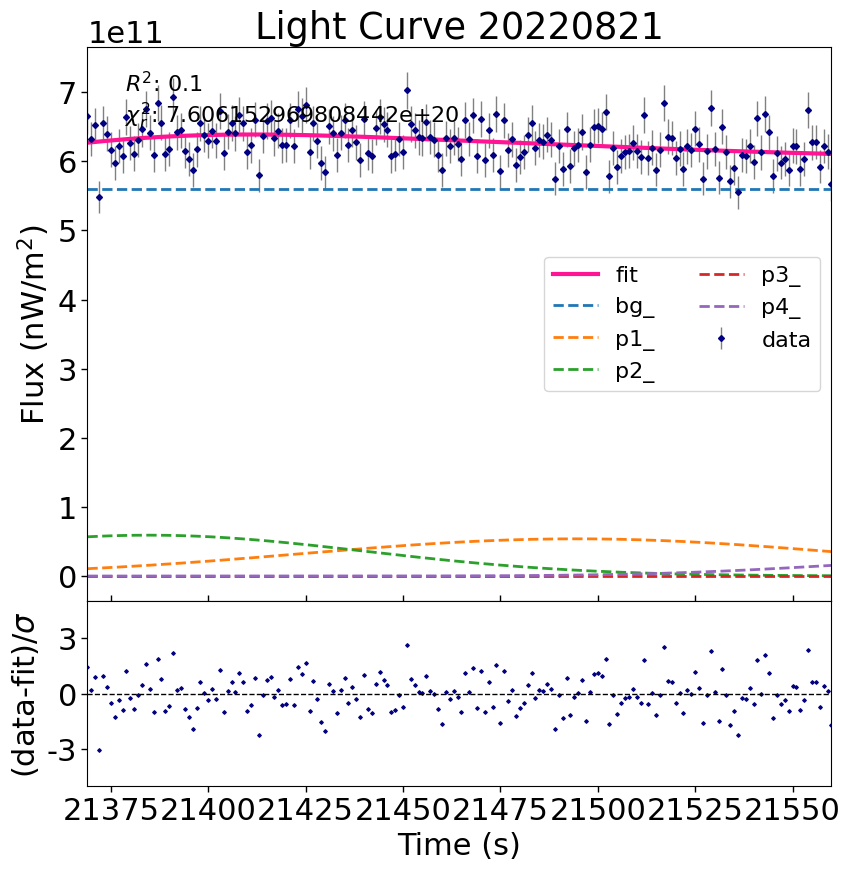 Light Curve 20220821
1e11
R²: 0.1
χ²ᵣ: 7.606152969808442e+20
7
6
5
4
3
2
1
0
Flux (nW/m²)
fit
bg_
p1_
p2_
p3_
p4_
data
3
0
-3
(data-fit)/σ
21375 21400 21425 21450 21475 21500 21525 21550
Time (s)